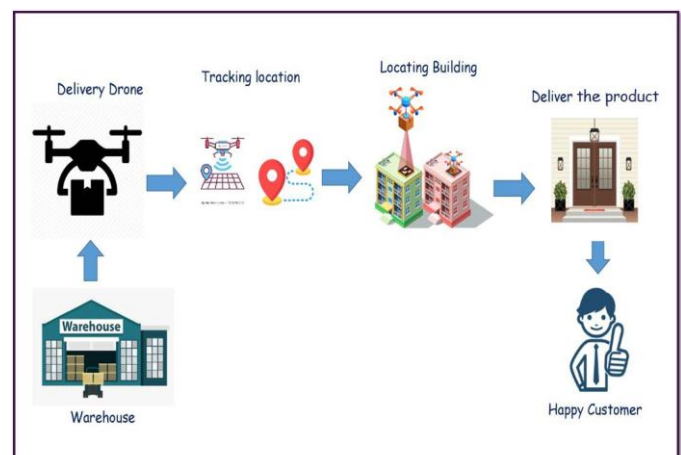 Delivery Drone
Tracking location
Locating Building
Deliver the product
Warehouse
Warehouse
Happy Customer